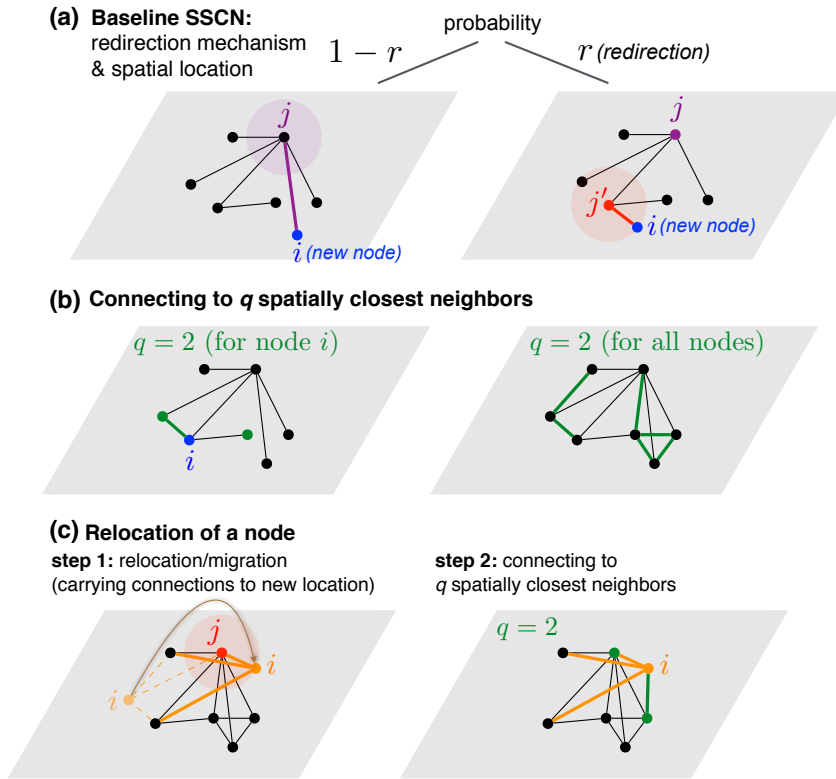 (a) Baseline SSCN:
redirection mechanism
& spatial location
probability
1 − r
r (redirection)
j
i (new node)
j
j′
i (new node)
(b) Connecting to q spatially closest neighbors
q = 2 (for node i)
i
q = 2 (for all nodes)
(c) Relocation of a node
step 1: relocation/migration
(carrying connections to new location)
j
i
i
step 2: connecting to
q spatially closest neighbors
q = 2
i